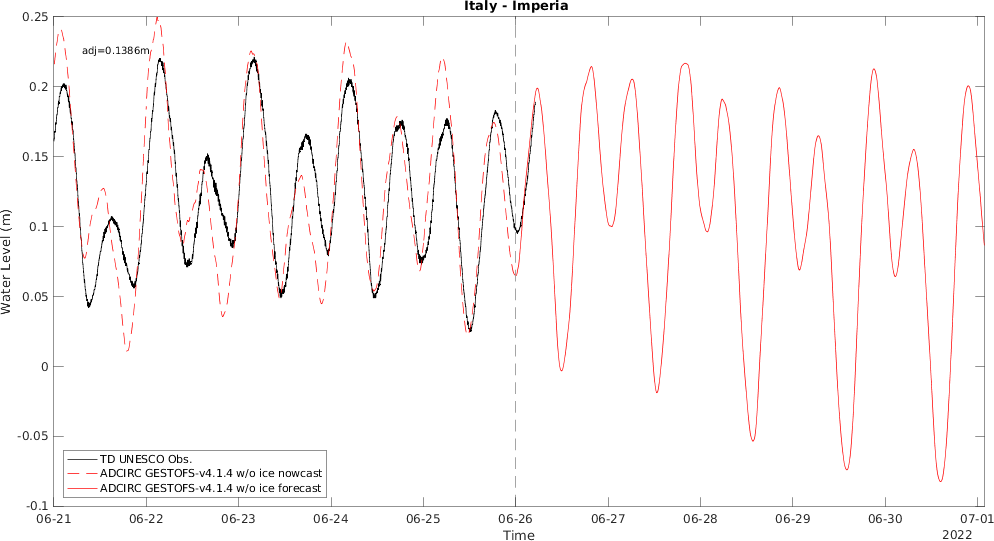 Italy - Imperia
adj=0.1386m
Water Level (m)
0.25
0.2
0.15
0.1
0.05
0
-0.05
-0.1
TD UNESCO Obs.
ADCIRC GESTOFS-v4.1.4 w/o ice nowcast
ADCIRC GESTOFS-v4.1.4 w/o ice forecast
06-21 06-22 06-23 06-24 06-25 06-26 06-27 06-28 06-29 06-30 07-01
Time
2022